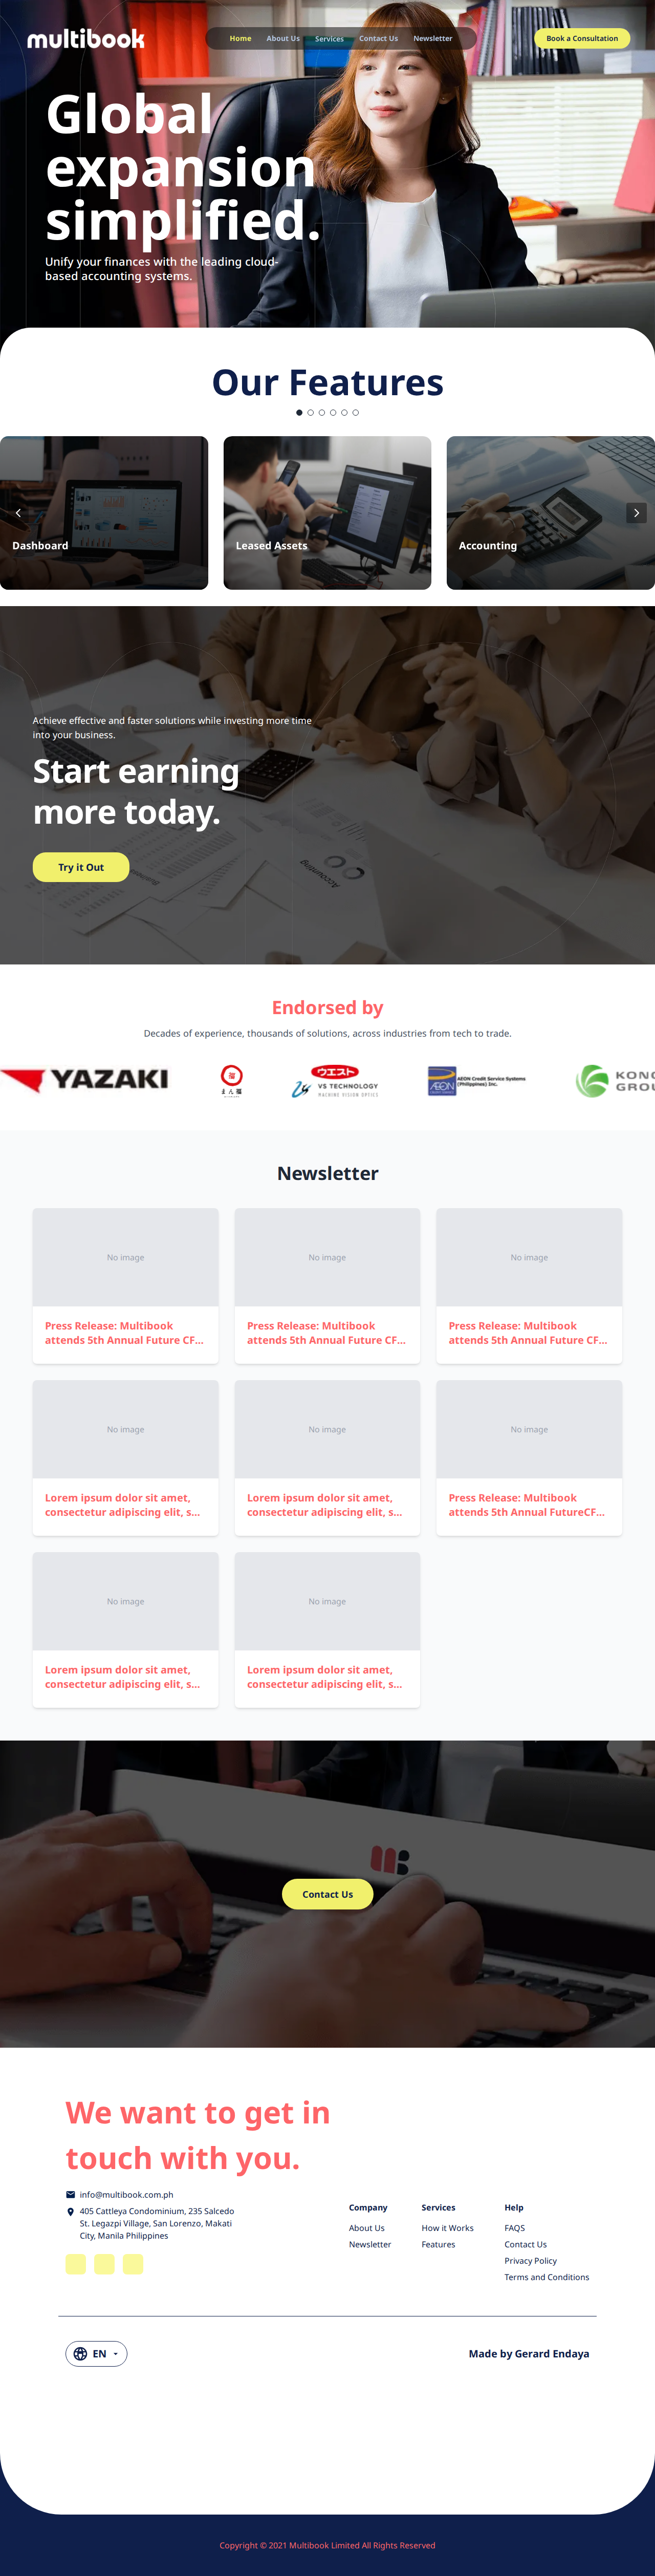 multibook
Home
About Us
Services
Contact Us
Newsletter
Book a Consultation
Global
expansion
simplified.
Unify your finances with the leading cloud-
based accounting systems.
Our Features
Dashboard
Leased Assets
Accounting
Achieve effective and faster solutions while investing more time
into your business.
Start earning
more today.
Accounting
Try it Out
Endorsed by
Decades of experience, thousands of solutions, across industries from tech to trade.
YAZAKI
まん福
ウエスト
VS TECHNOLOGY
MACHINE VISION OPTICS
AEON
AEON Credit Service Systems
(Philippines) Inc.
KONG
GROU
Newsletter
No image
No image
No image
Press Release: Multibook
attends 5th Annual Future CF...
Press Release: Multibook
attends 5th Annual Future CF...
Press Release: Multibook
attends 5th Annual Future CF...
No image
No image
No image
Lorem ipsum dolor sit amet,
consectetur adipiscing elit, s...
Lorem ipsum dolor sit amet,
consectetur adipiscing elit, s...
Press Release: Multibook
attends 5th Annual FutureCF...
No image
No image
Lorem ipsum dolor sit amet,
consectetur adipiscing elit, s...
Lorem ipsum dolor sit amet,
consectetur adipiscing elit, s...
Contact Us
We want to get in
touch with you.
info@multibook.com.ph
405 Cattleya Condominium, 235 Salcedo
St. Legazpi Village, San Lorenzo, Makati
City, Manila Philippines
Company
About Us
Newsletter
Services
How it Works
Features
Help
FAQS
Contact Us
Privacy Policy
Terms and Conditions
EN
Made by Gerard Endaya
Copyright © 2021 Multibook Limited All Rights Reserved